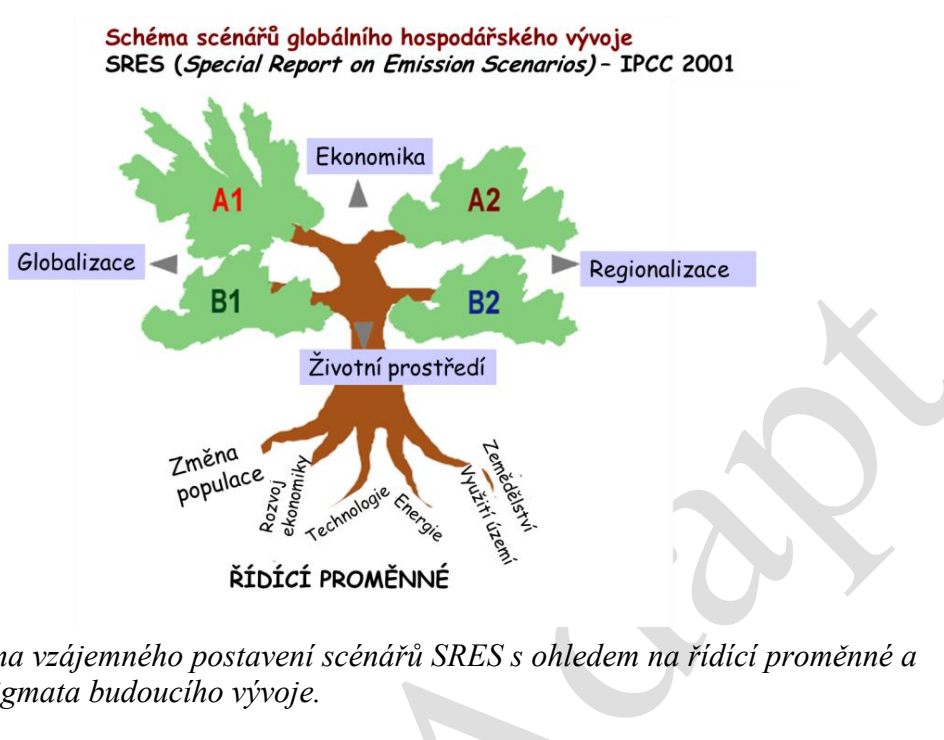 Schéma scénářů globálního hospodářského vývoje
SRES (Special Report on Emission Scenarios) – IPCC 2001
Ekonomika
A1
A2
Globalizace
Regionalizace
B1
B2
Životní prostředí
Změna
populace
Rozvoj
ekonomiky
Technologie
Energie
Využití území
Zemědělství
ŘÍDÍCÍ PROMĚNNÉ
vzájemného postavení scénářů SRES s ohledem na řídící proměnné a
budoucího vývoje.